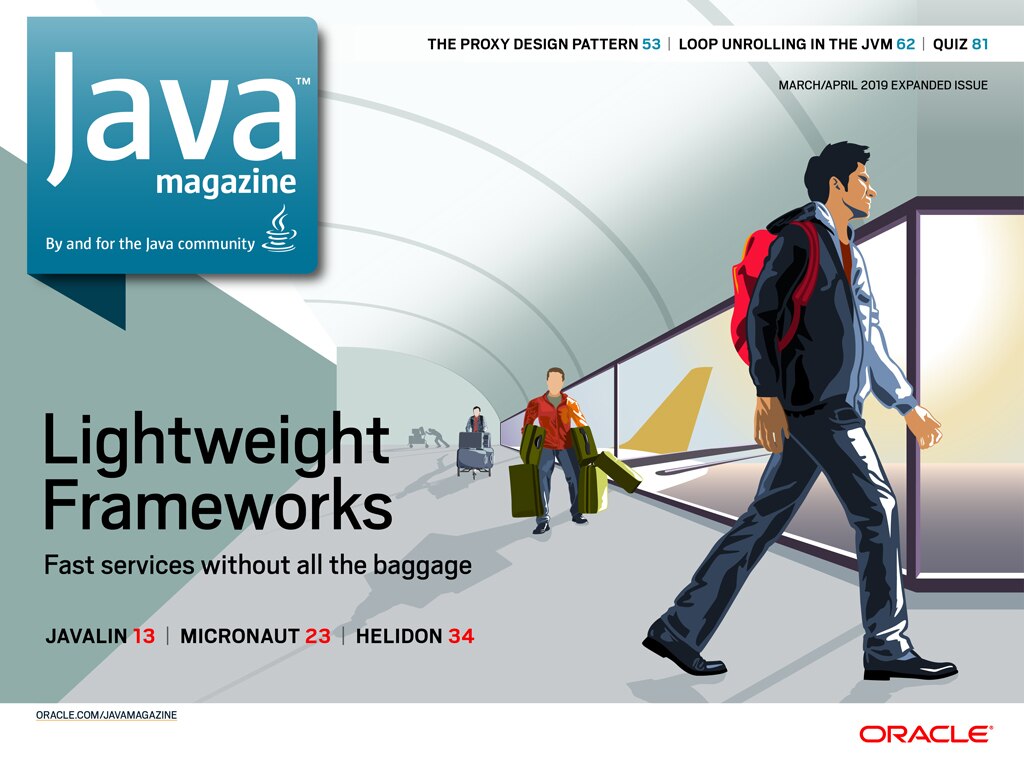 Java™
magazine
By and for the Java community
THE PROXY DESIGN PATTERN 53 | LOOP UNROLLING IN THE JVM 62 | QUIZ 81
MARCH/APRIL 2019 EXPANDED ISSUE
Lightweight
Frameworks
Fast services without all the baggage
JAVALIN 13 | MICRONAUT 23 | HELIDON 34
ORACLE.COM/JAVAMAGAZINE
ORACLE®